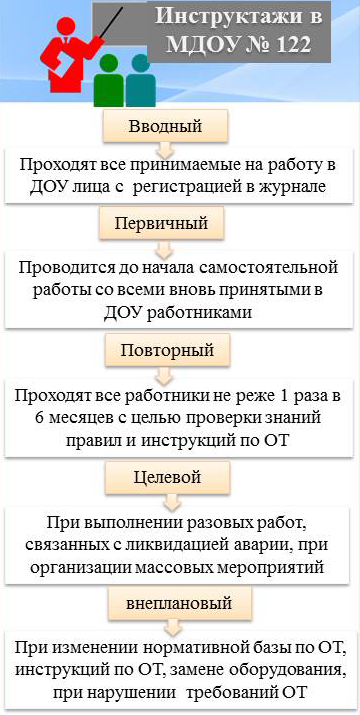 Инструктажи в
МДОУ № 122
Вводный
Проходят все принимаемые на работу в
ДОУ лица с регистрацией в журнале
Первичный
Проводится до начала самостоятельной
работы со всеми вновь принятыми в
ДОУ работниками
Повторный
Проходят все работники не реже 1 раза в
6 месяцев с целью проверки знаний
правил и инструкций по ОТ
Целевой
При выполнении разовых работ,
связанных с ликвидацией аварии, при
организации массовых мероприятий
внеплановый
При изменении нормативной базы по ОТ,
инструкций по ОТ, замене оборудования,
при нарушении требований ОТ